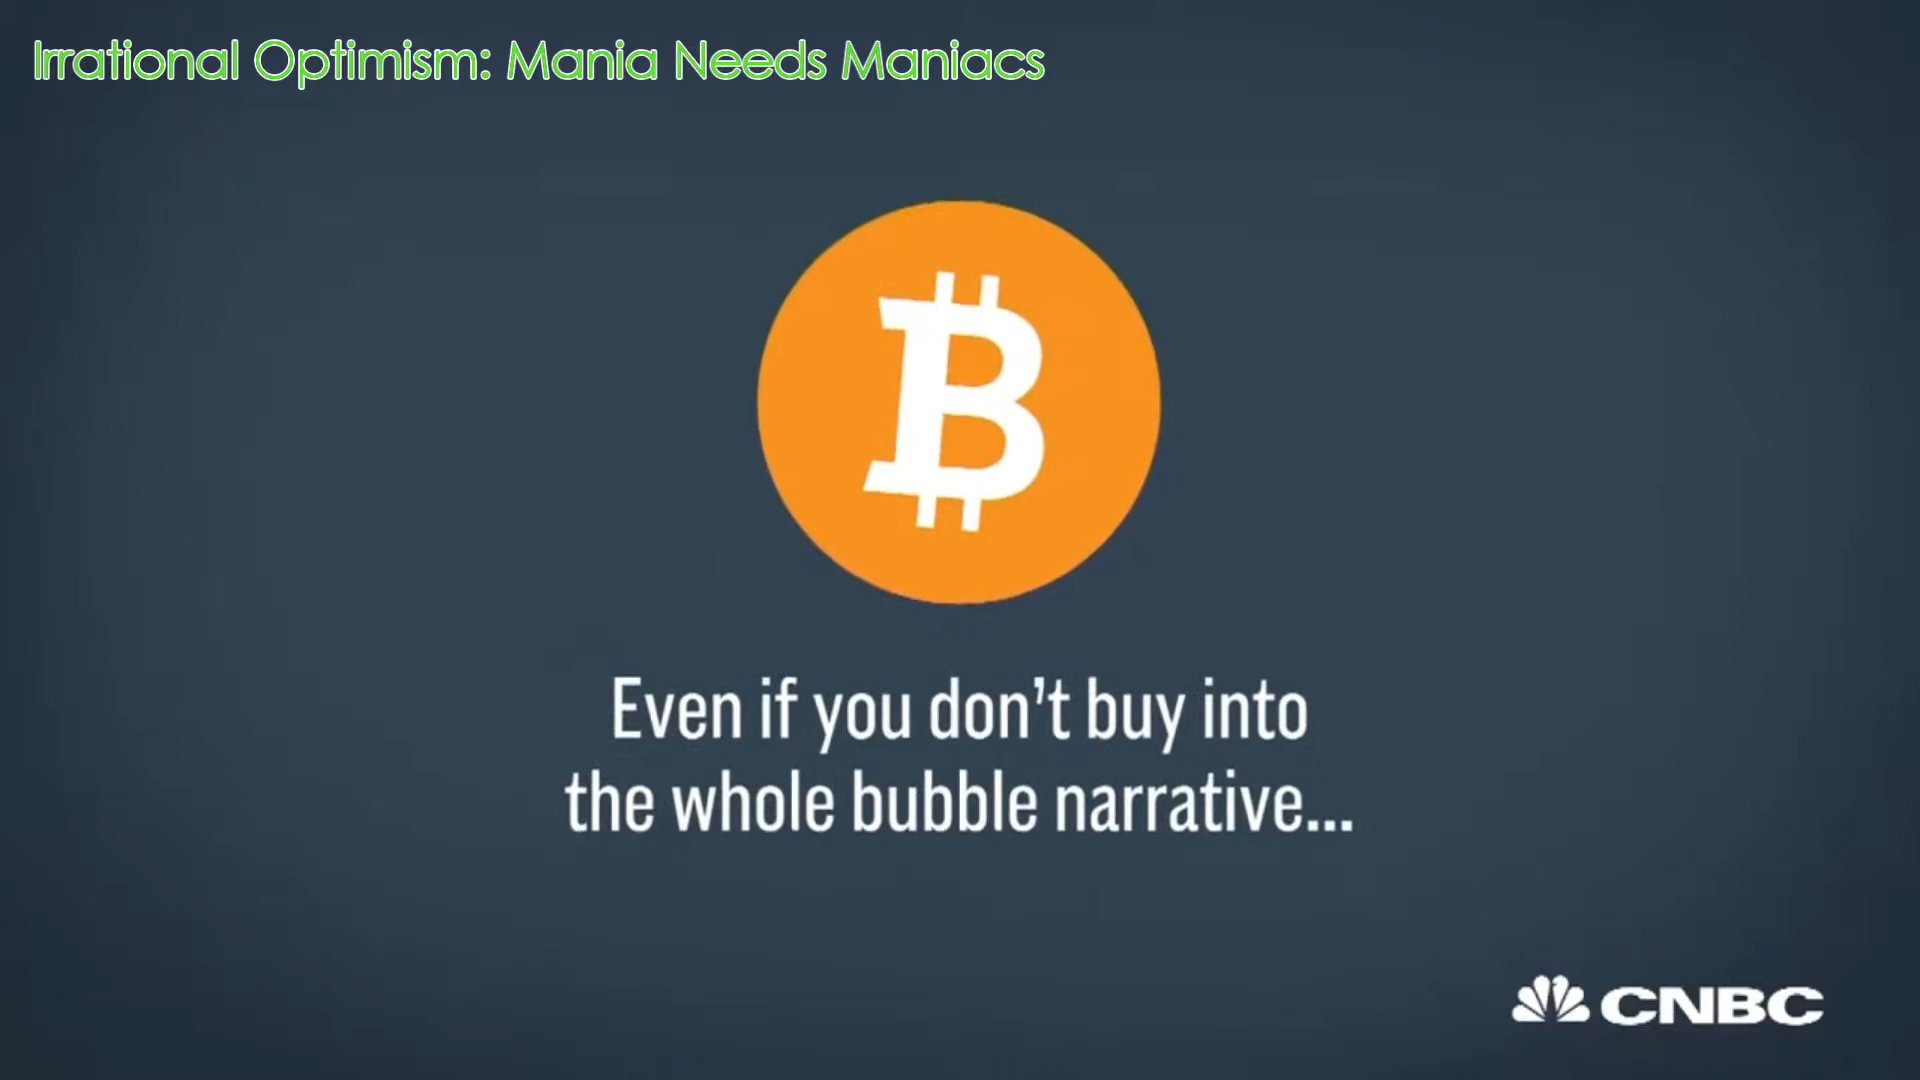 Irrational Optimism: Mania Needs Maniacs
Even if you don't buy into
the whole bubble narrative...
CNBC